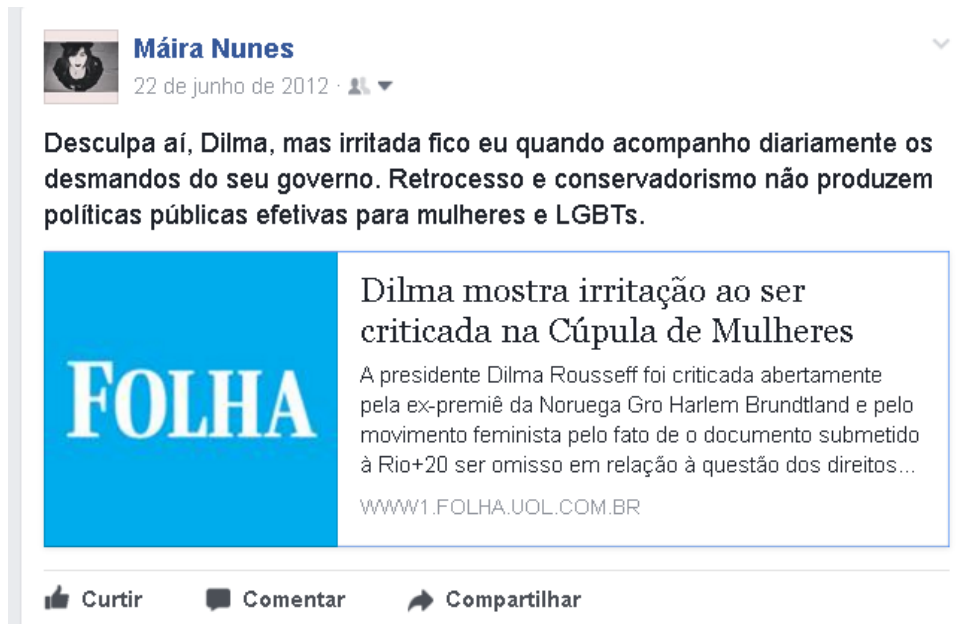 Máira Nunes
22 de junho de 2012 ·
Desculpa aí, Dilma, mas irritada fico eu quando acompanho diariamente os
desmandos do seu governo. Retrocesso e conservadorismo não produzem
políticas públicas efetivas para mulheres e LGBTs.
FOLHA
Dilma mostra irritação ao ser
criticada na Cúpula de Mulheres
A presidente Dilma Rousseff foi criticada abertamente
pela ex-premiê da Noruega Gro Harlem Brundtland e pelo
movimento feminista pelo fato de o documento submetido
à Rio+20 ser omisso em relação à questão dos direitos...
WWW1.FOLHA.UOL.COM.BR
Curtir Comentar Compartilhar